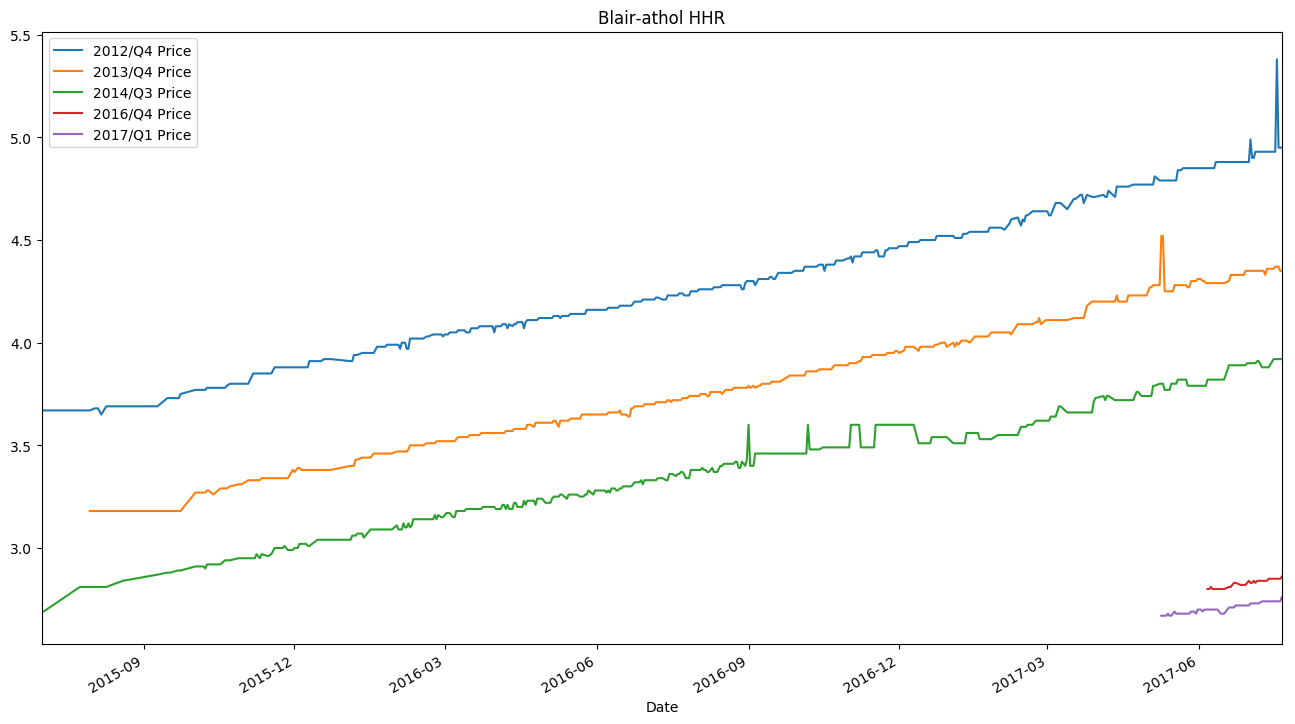 Blair-athol HHR
2012/Q4 Price
2013/Q4 Price
2014/Q3 Price
2016/Q4 Price
2017/Q1 Price
5.5
5.0
4.5
4.0
3.5
3.0
2015-09
2015-12
2016-03
2016-06
2016-09
2016-12
2017-03
2017-06
Date